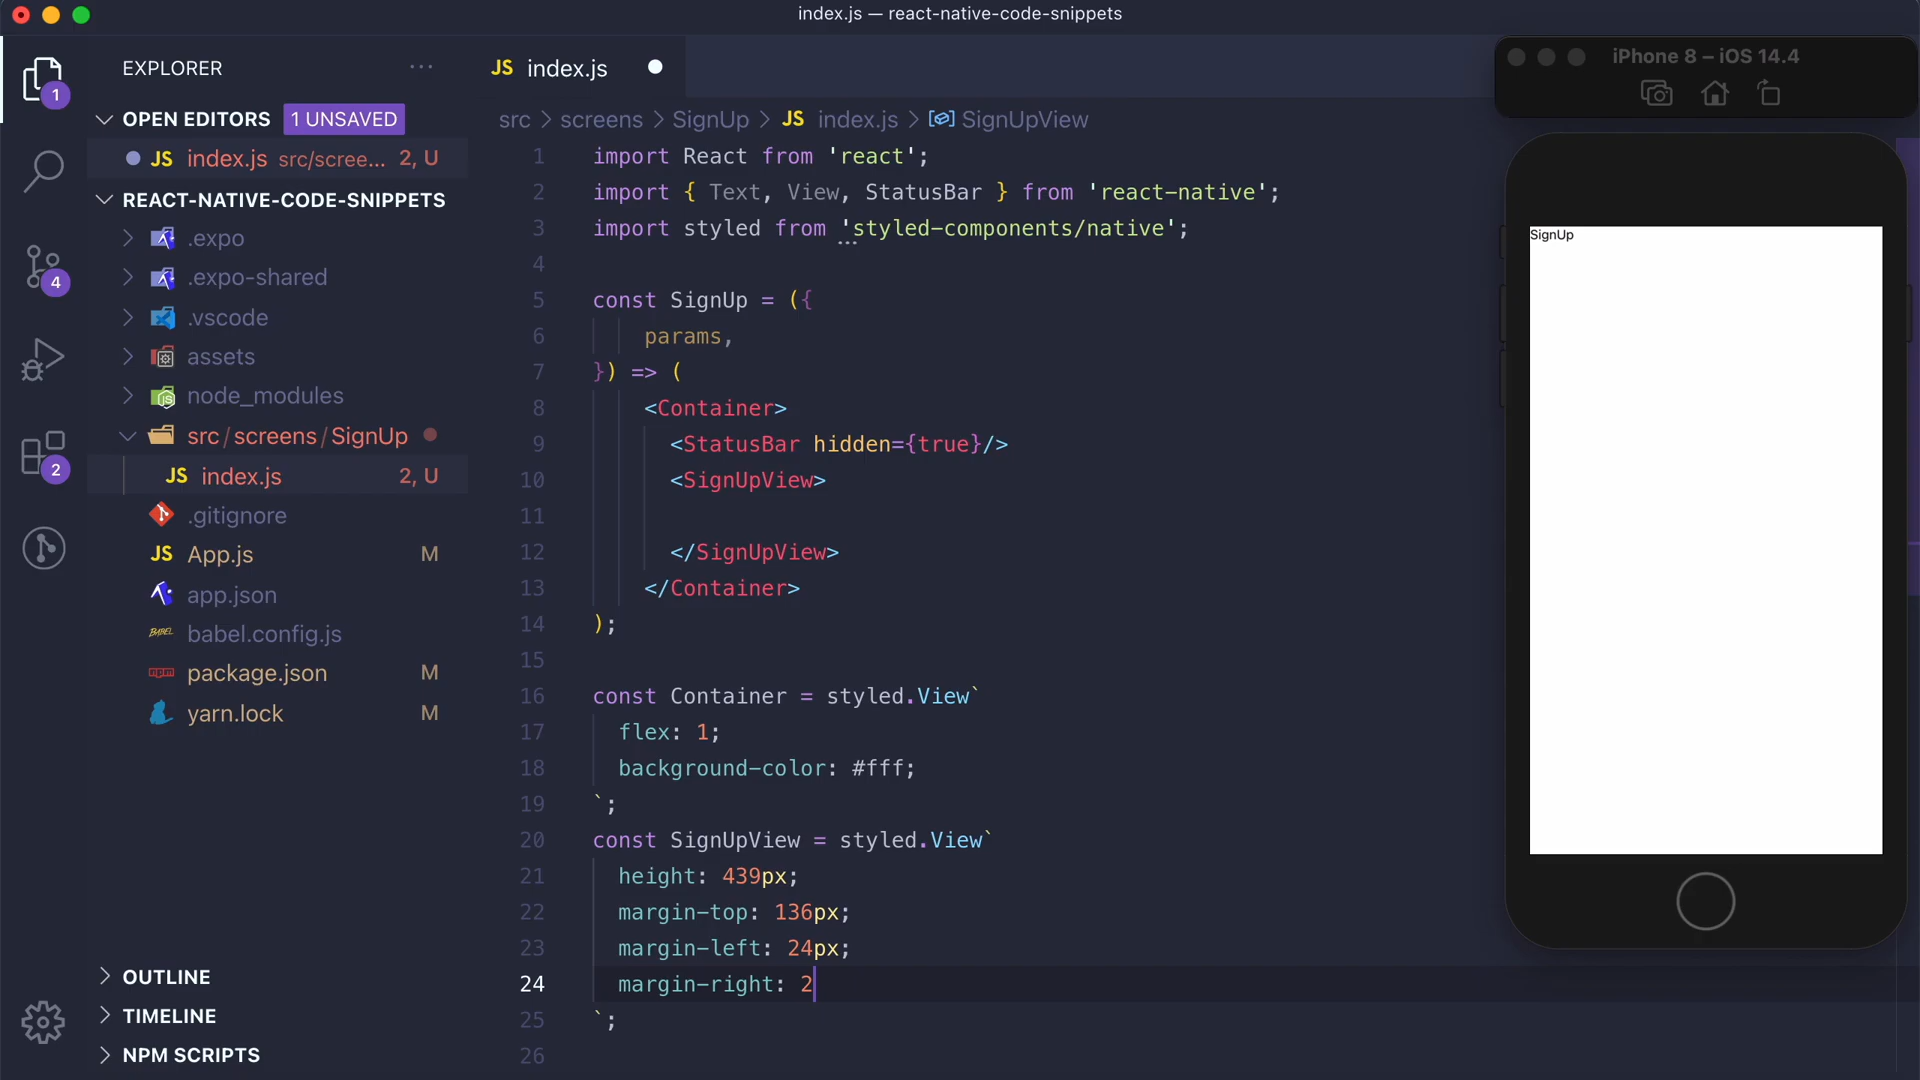 index.js — react-native-code-snippets
EXPLORER
OPEN EDITORS 1 UNSAVED
JS index.js src/scree... 2, U
REACT-NATIVE-CODE-SNIPPETS
.expo
.expo-shared
.vscode
assets
node_modules
src/screens/SignUp
JS index.js 2, U
.gitignore
JS App.js M
app.json
BABEL babel.config.js
npm package.json M
yarn.lock M
OUTLINE
TIMELINE
NPM SCRIPTS
1
4
2
JS index.js
src > screens > SignUp > JS index.js > SignUpView
1 import React from 'react';
2 import { Text, View, StatusBar } from 'react-native';
3 import styled from 'styled-components/native';
4
5 const SignUp = ({
6 params,
7 }) => (
8 <Container>
9 <StatusBar hidden={true}/>
10 <SignUpView>
11
12 </SignUpView>
13 </Container>
14 );
15
16 const Container = styled.View`
17 flex: 1;
18 background-color: #fff;
19 `;
20 const SignUpView = styled.View`
21 height: 439px;
22 margin-top: 136px;
23 margin-left: 24px;
24 margin-right: 2
25 `;
26
iPhone 8 – iOS 14.4
SignUp